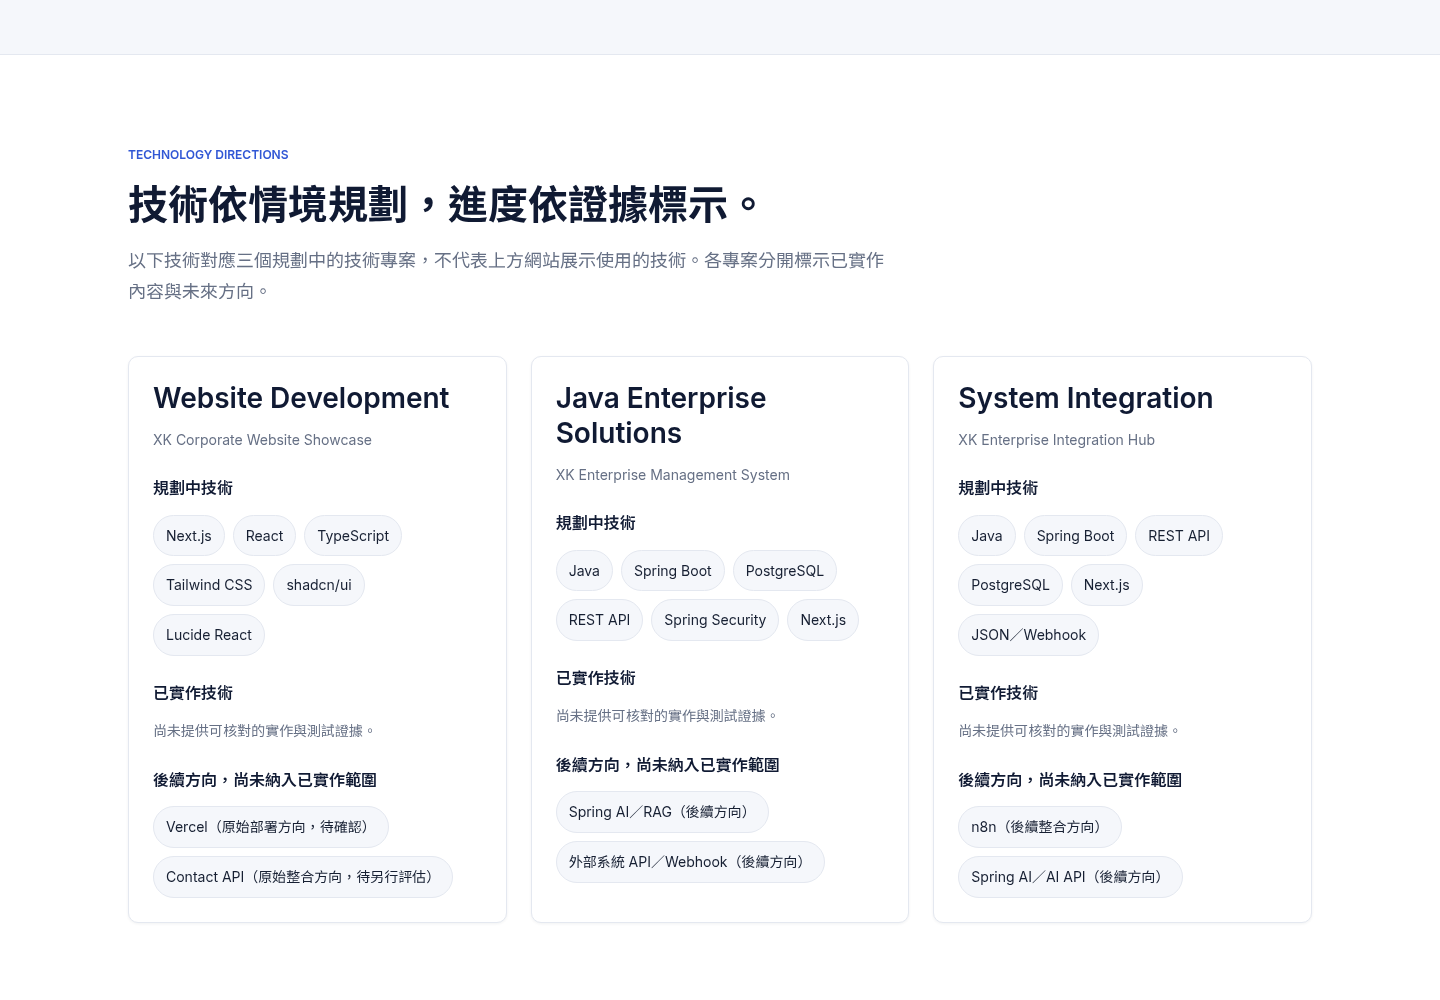 TECHNOLOGY DIRECTIONS
技術依情境規劃，進度依證據標示。
以下技術對應三個規劃中的技術專案，不代表上方網站展示使用的技術。各專案分開標示已實作
內容與未來方向。
Website Development
XK Corporate Website Showcase
規劃中技術
Next.js React TypeScript
Tailwind CSS shadcn/ui
Lucide React
已實作技術
尚未提供可核對的實作與測試證據。
後續方向，尚未納入已實作範圍
Vercel（原始部署方向，待確認）
Contact API（原始整合方向，待另行評估）
Java Enterprise
Solutions
XK Enterprise Management System
規劃中技術
Java Spring Boot PostgreSQL
REST API Spring Security Next.js
已實作技術
尚未提供可核對的實作與測試證據。
後續方向，尚未納入已實作範圍
Spring AI／RAG（後續方向）
外部系統 API／Webhook（後續方向）
System Integration
XK Enterprise Integration Hub
規劃中技術
Java Spring Boot REST API
PostgreSQL Next.js
JSON／Webhook
已實作技術
尚未提供可核對的實作與測試證據。
後續方向，尚未納入已實作範圍
n8n（後續整合方向）
Spring AI／AI API（後續方向）